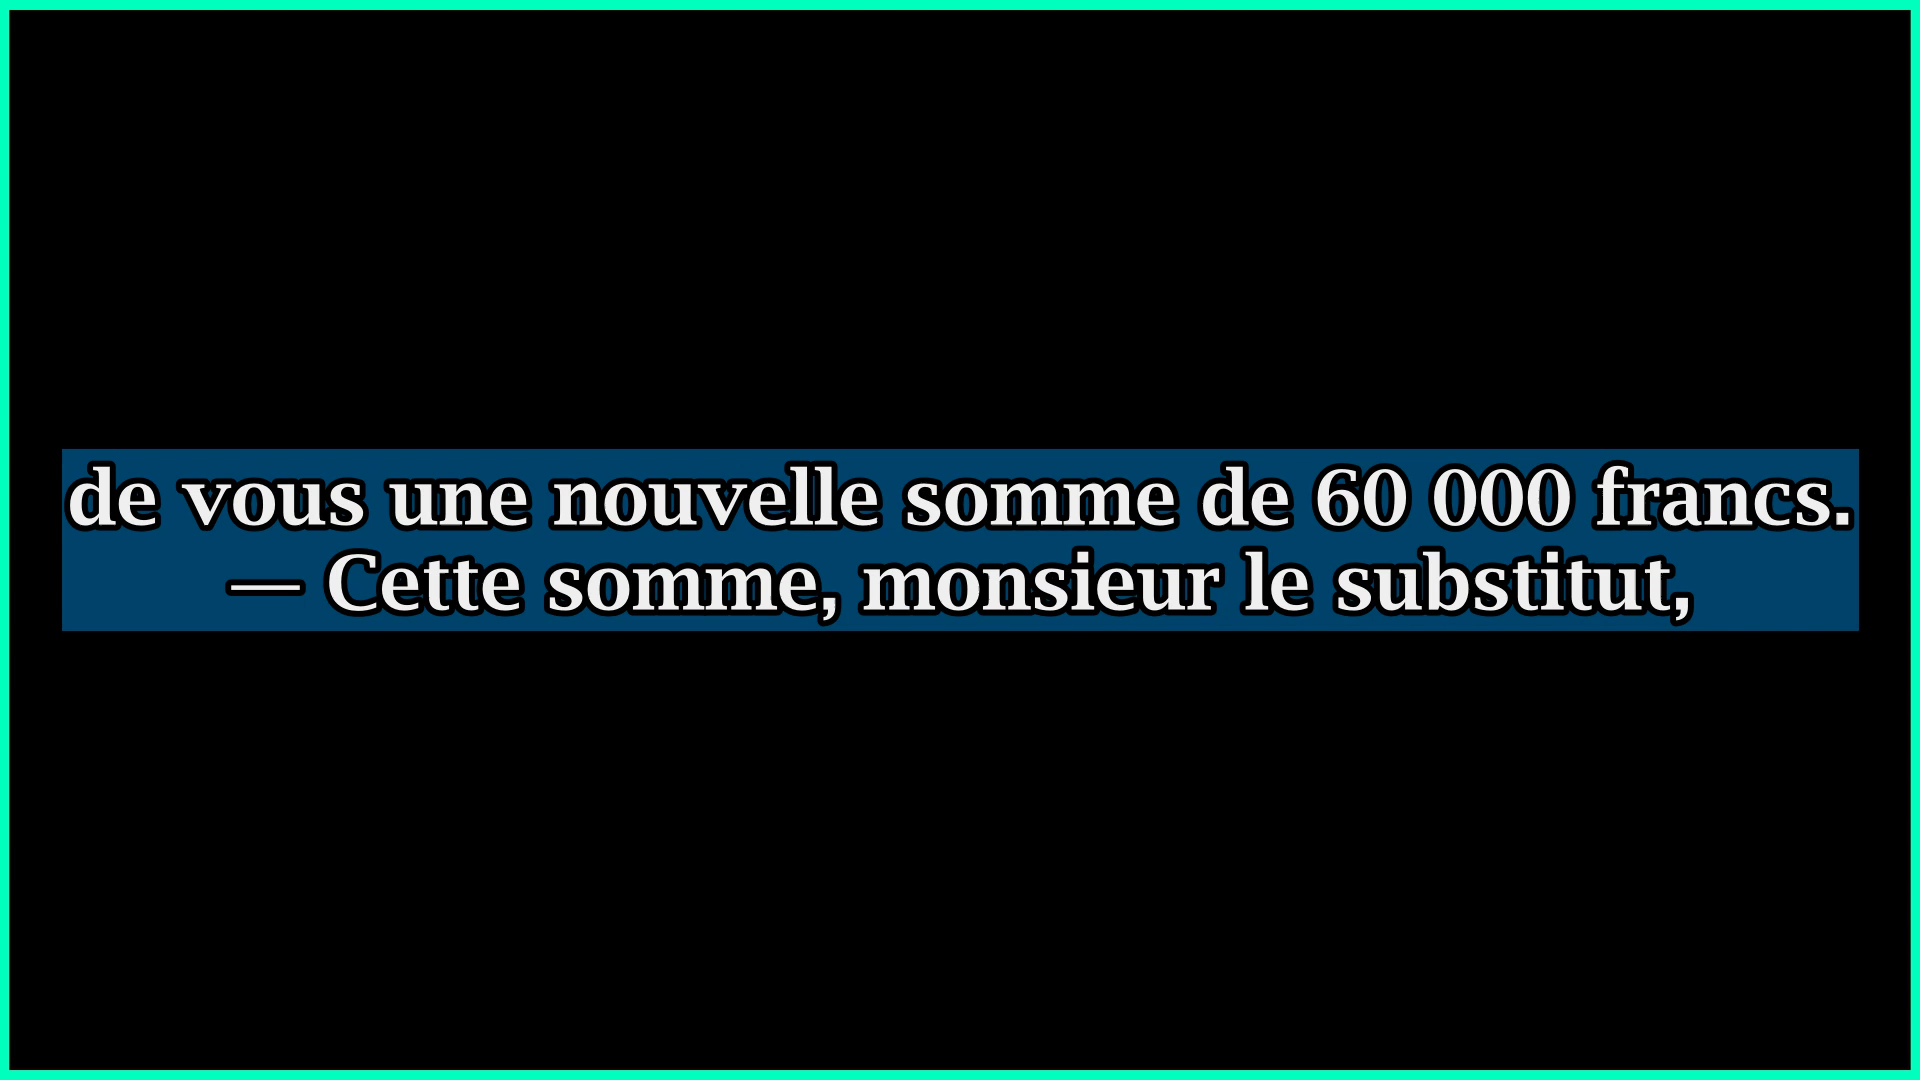 de vous une nouvelle somme de 60 000 francs.
— Cette somme, monsieur le substitut,